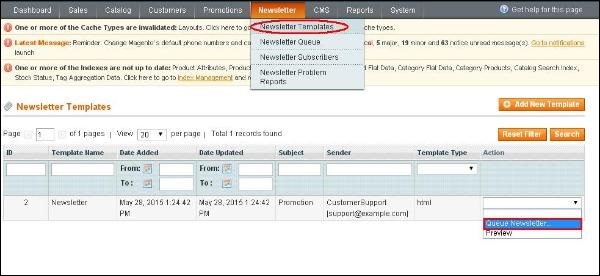 Dashboard Sales Catalog Customers Promotions Newsletter CMS Reports System Get help for this page
Newsletter Templates
Newsletter Queue
Newsletter Subscribers
Newsletter Problem
Reports
One or more of the Cache Types are invalidated: Layouts. Click here to go cache types.
Latest Message: Reminder: Change Magento's default phone numbers and ca cal, 5 major, 19 minor and 63 notice unread message(s). Go to notifications
launch
One or more of the Indexes are not up to date: Product Attributes, Product Flat Data, Category Flat Data, Category Products, Catalog Search Index,
Stock Status, Tag Aggregation Data. Click here to go to Index Management and re
Newsletter Templates Add New Template
Page 1 of 1 pages | View 20 per page | Total 1 records found Reset Filter Search
ID Template Name Date Added Date Updated Subject Sender Template Type Action
From: From:
To : To :
2 Newsletter May 28, 2015 1:24:42 May 28, 2015 1:24:42 Promotion CustomerSupport html
PM PM [support@example.com]
Queue Newsletter...
Preview